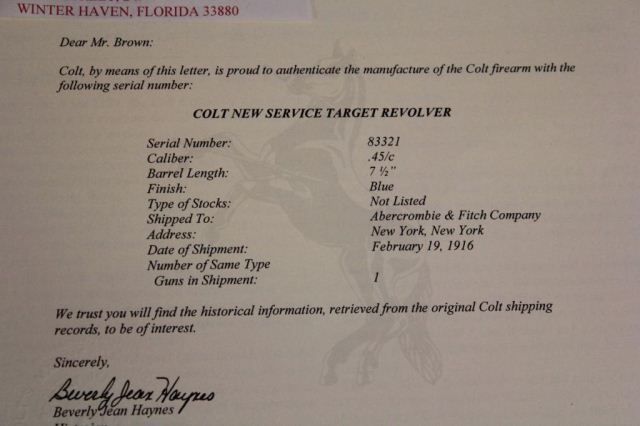 WINTER HAVEN, FLORIDA 33880
Dear Mr. Brown:
Colt, by means of this letter, is proud to authenticate the manufacture of the Colt firearm with the
following serial number:
COLT NEW SERVICE TARGET REVOLVER
Serial Number: 83321
Caliber: .45/c
Barrel Length: 7 ½"
Finish: Blue
Type of Stocks: Not Listed
Shipped To: Abercrombie & Fitch Company
Address: New York, New York
Date of Shipment: February 19, 1916
Number of Same Type
Guns in Shipment: 1
We trust you will find the historical information, retrieved from the original Colt shipping
records, to be of interest.
Sincerely,
Beverly Jean Haynes
Beverly Jean Haynes